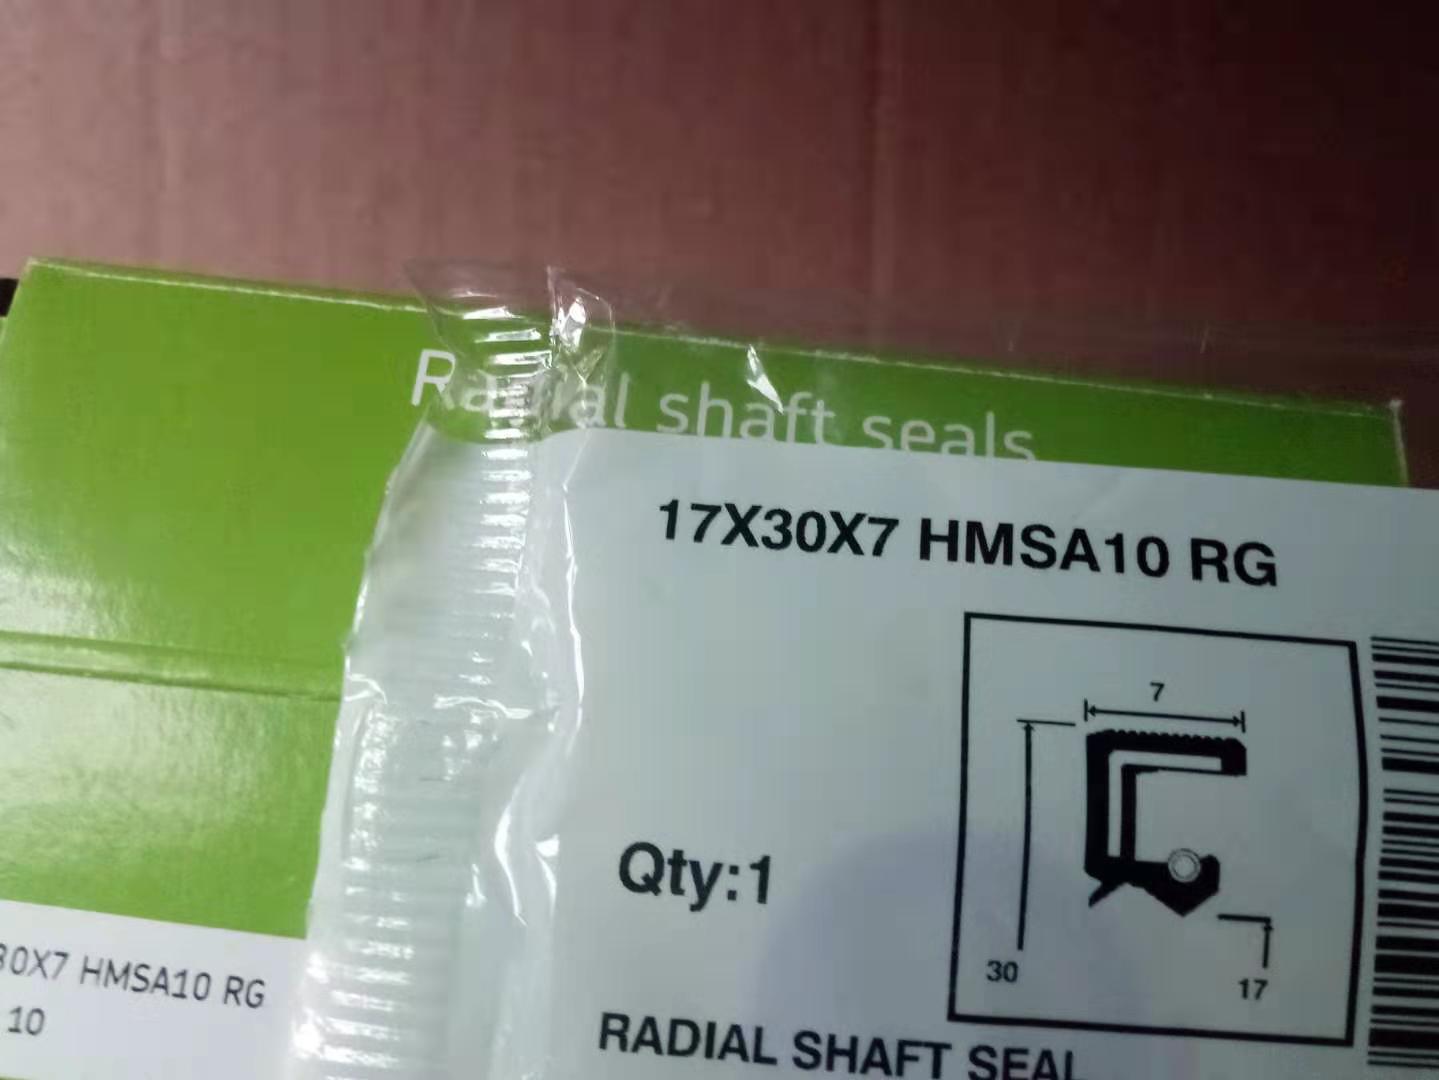 Radial shaft seals
17X30X7 HMSA10 RG
7
30
17
Qty:1
RADIAL SHAFT SEAL
30X7 HMSA10 RG
10